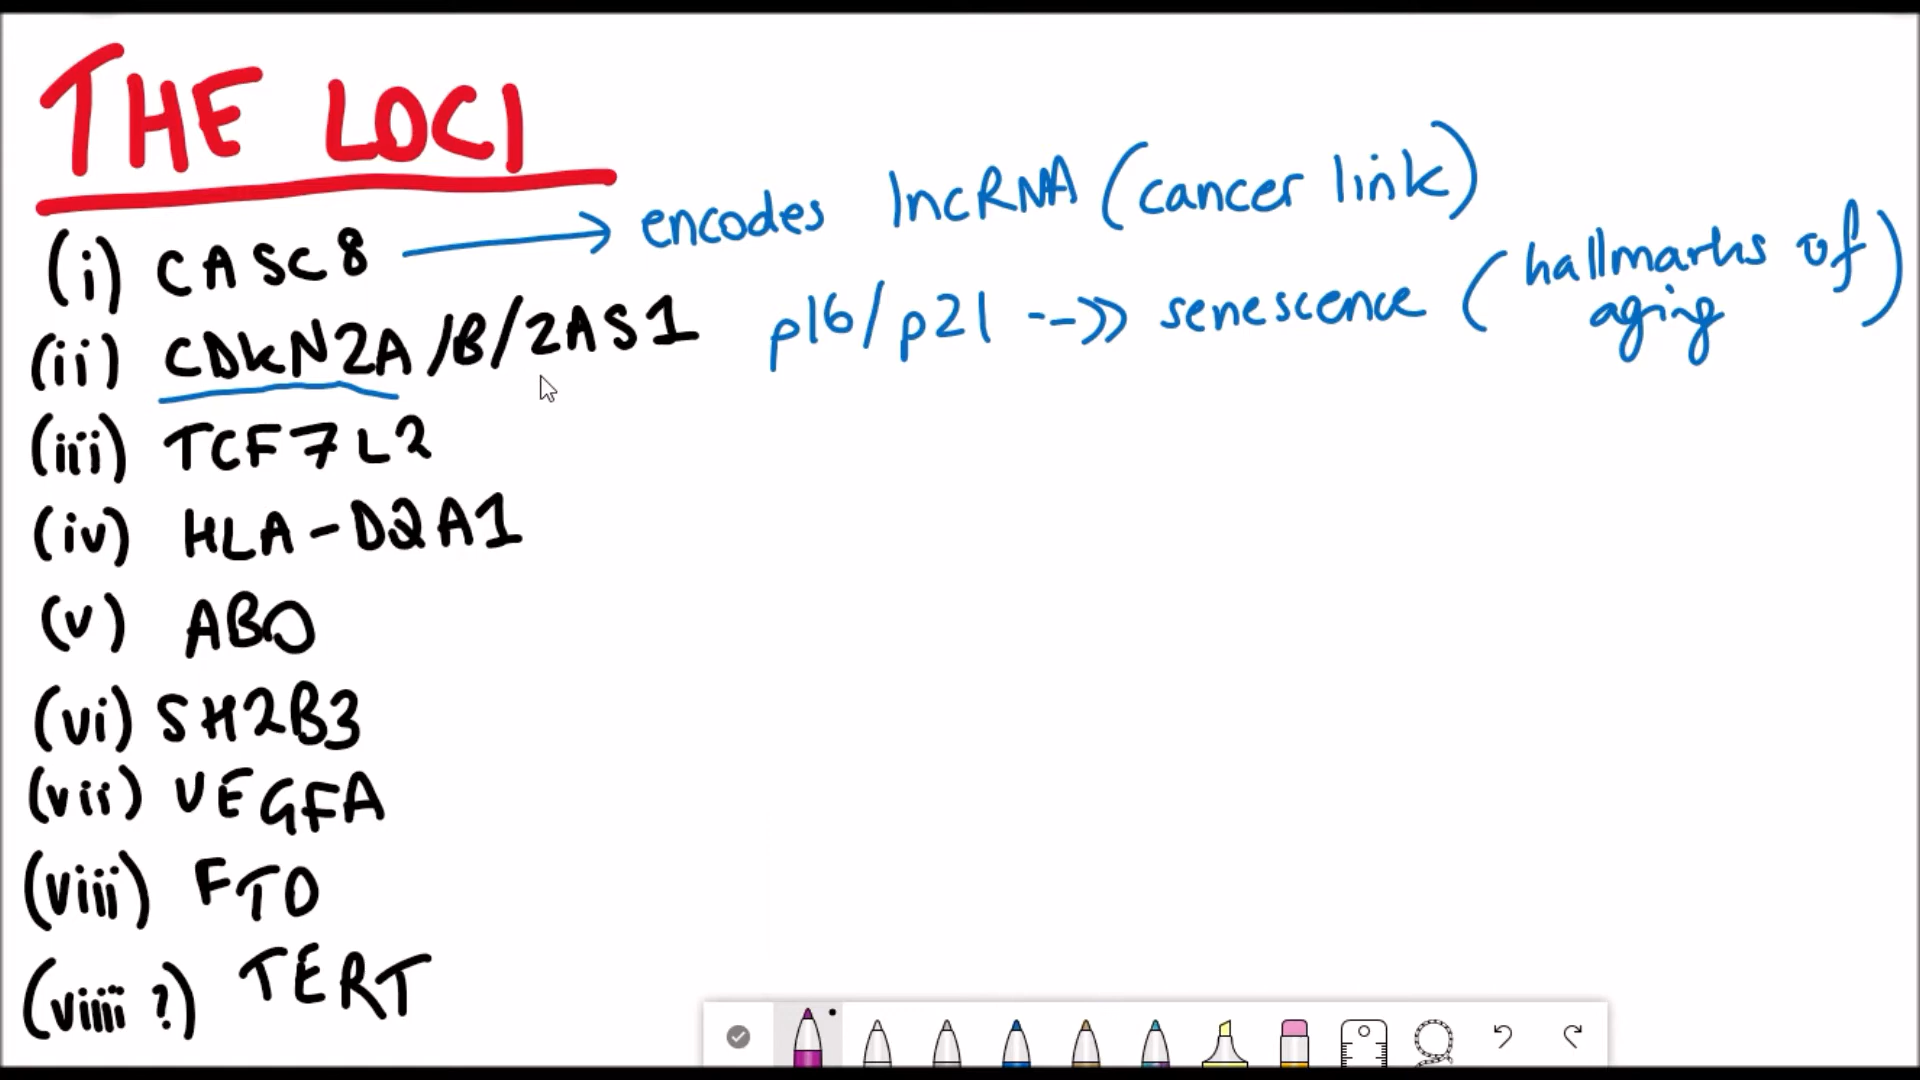 THE LOCI
(i) CASC8 → encodes lncRNA (cancer link)
(ii) CDKN2A/B/2AS1 p16/p21 -->> senescence (hallmarks of aging)
(iii) TCF7L2
(iv) HLA-DQA1
(v) ABO
(vi) SH2B3
(vii) VEGFA
(viii) FTO
(viiii ?) TERT